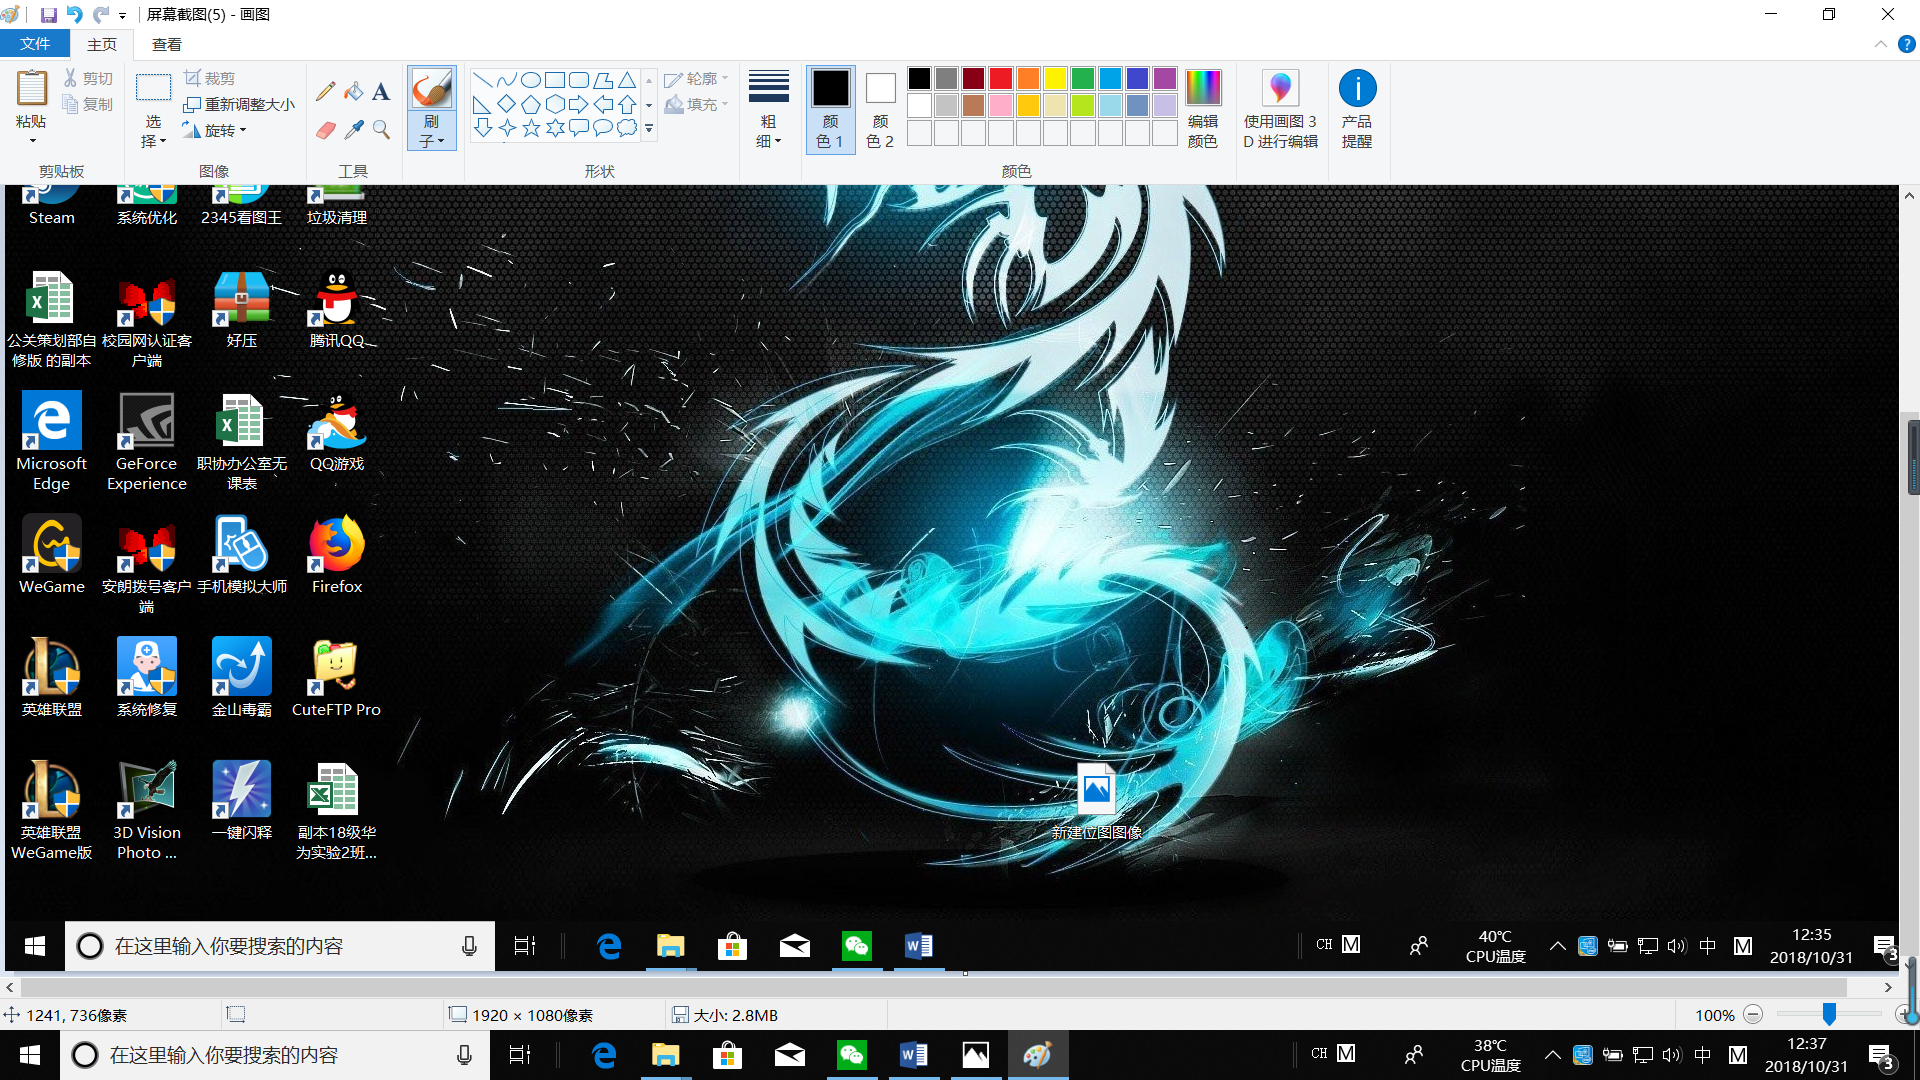 屏幕截图(5) - 画图
文件 主页 查看
粘贴
剪切
复制
剪贴板
选择
裁剪
重新调整大小
旋转
图像
A
工具
刷子
形状
轮廓
填充
粗细
颜色 1
颜色 2
颜色
编辑颜色
使用画图 3D 进行编辑
产品提醒
Steam
系统优化
2345看图王
垃圾清理
公关策划部自
修版 的副本
校园网认证客
户端
好压
腾讯QQ
Microsoft
Edge
GeForce
Experience
职协办公室无
课表
QQ游戏
WeGame
安朗拨号客户
端
手机模拟大师
Firefox
英雄联盟
系统修复
金山毒霸
CuteFTP Pro
英雄联盟
WeGame版
3D Vision
Photo ...
一键闪释
副本18级华
为实验2班...
新建位图图像
在这里输入你要搜索的内容
CH M
40℃
CPU温度
中 M
12:35
2018/10/31
3
1241, 736像素
1920 × 1080像素
大小: 2.8MB
100%
在这里输入你要搜索的内容
CH M
38℃
CPU温度
中 M
12:37
2018/10/31
3